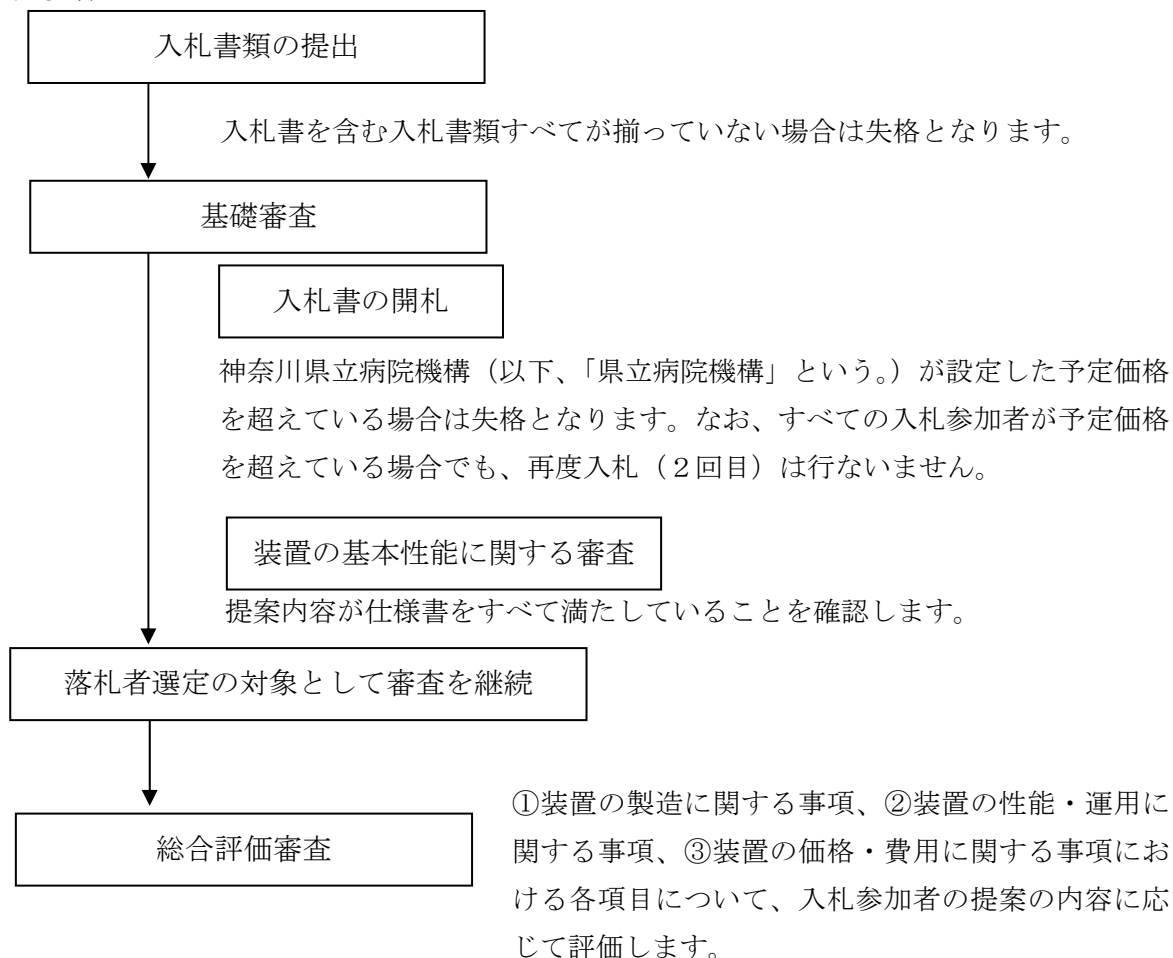 入札書類の提出
入札書を含む入札書類すべてが揃っていない場合は失格となります。
基礎審査
入札書の開札
神奈川県立病院機構（以下、「県立病院機構」という。）が設定した予定価格
を超えている場合は失格となります。なお、すべての入札参加者が予定価格
を超えている場合でも、再度入札（２回目）は行ないません。
装置の基本性能に関する審査
提案内容が仕様書をすべて満たしていることを確認します。
落札者選定の対象として審査を継続
総合評価審査
①装置の製造に関する事項、②装置の性能・運用に
関する事項、③装置の価格・費用に関する事項にお
ける各項目について、入札参加者の提案の内容に応
じて評価します。